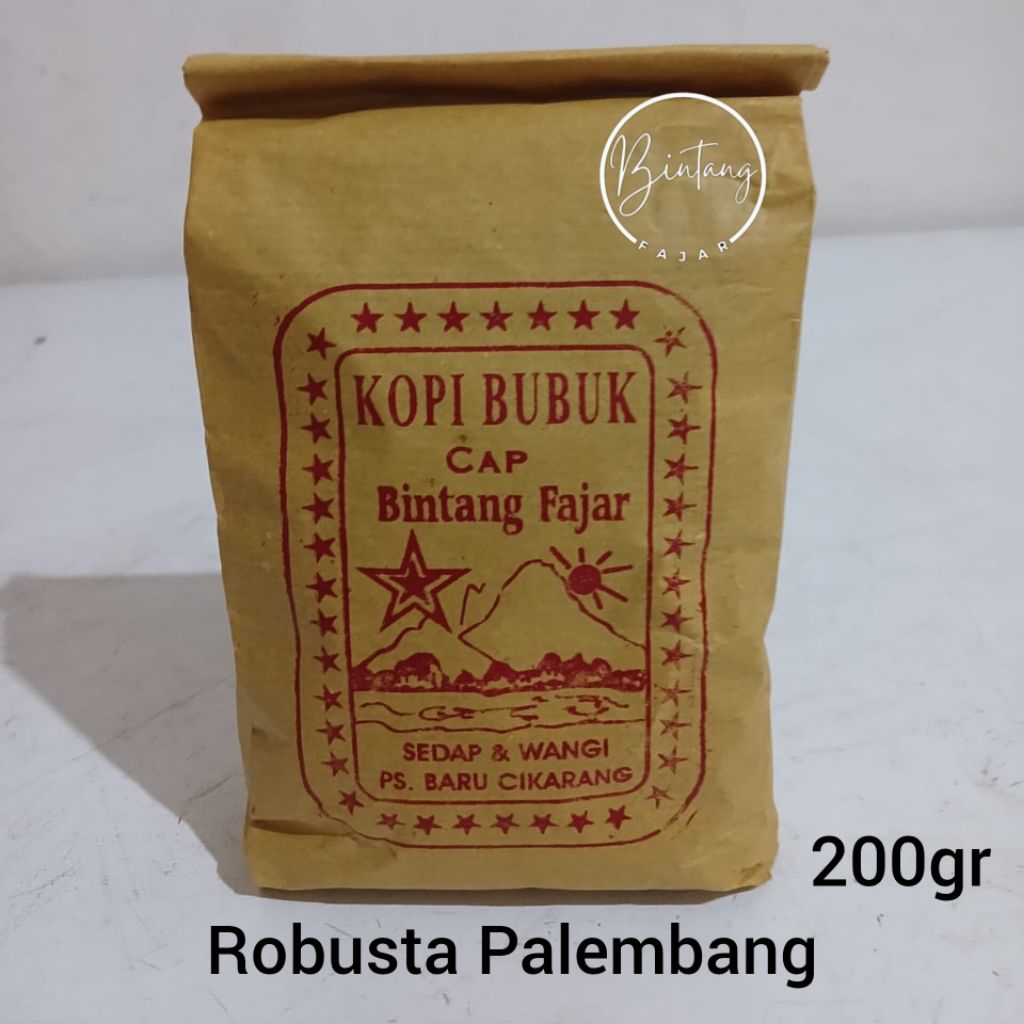 Bintang
FAJAR
KOPI BUBUK
CAP
Bintang Fajar
SEDAP & WANGI
PS. BARU CIKARANG
200gr
Robusta Palembang